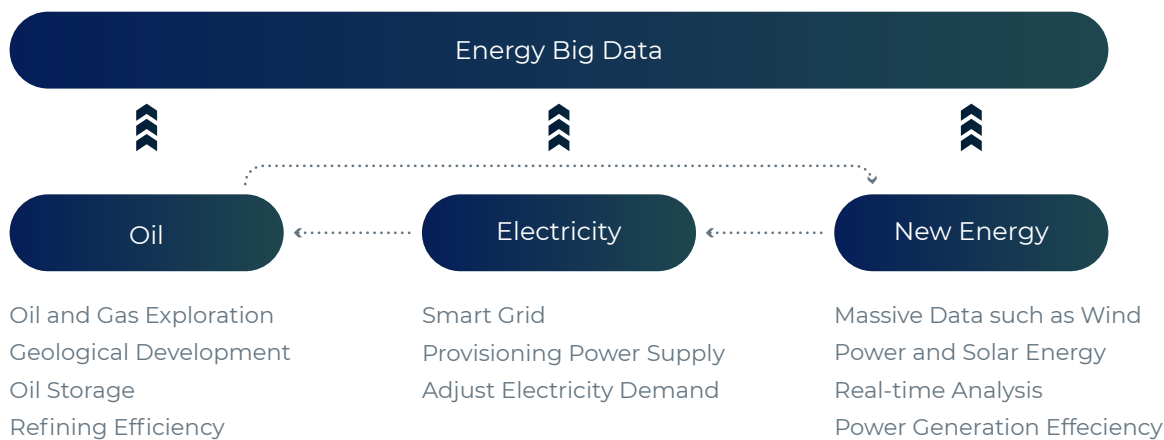 Energy Big Data
Oil
Electricity
New Energy
Oil and Gas Exploration
Geological Development
Oil Storage
Refining Efficiency
Smart Grid
Provisioning Power Supply
Adjust Electricity Demand
Massive Data such as Wind
Power and Solar Energy
Real-time Analysis
Power Generation Effeciency